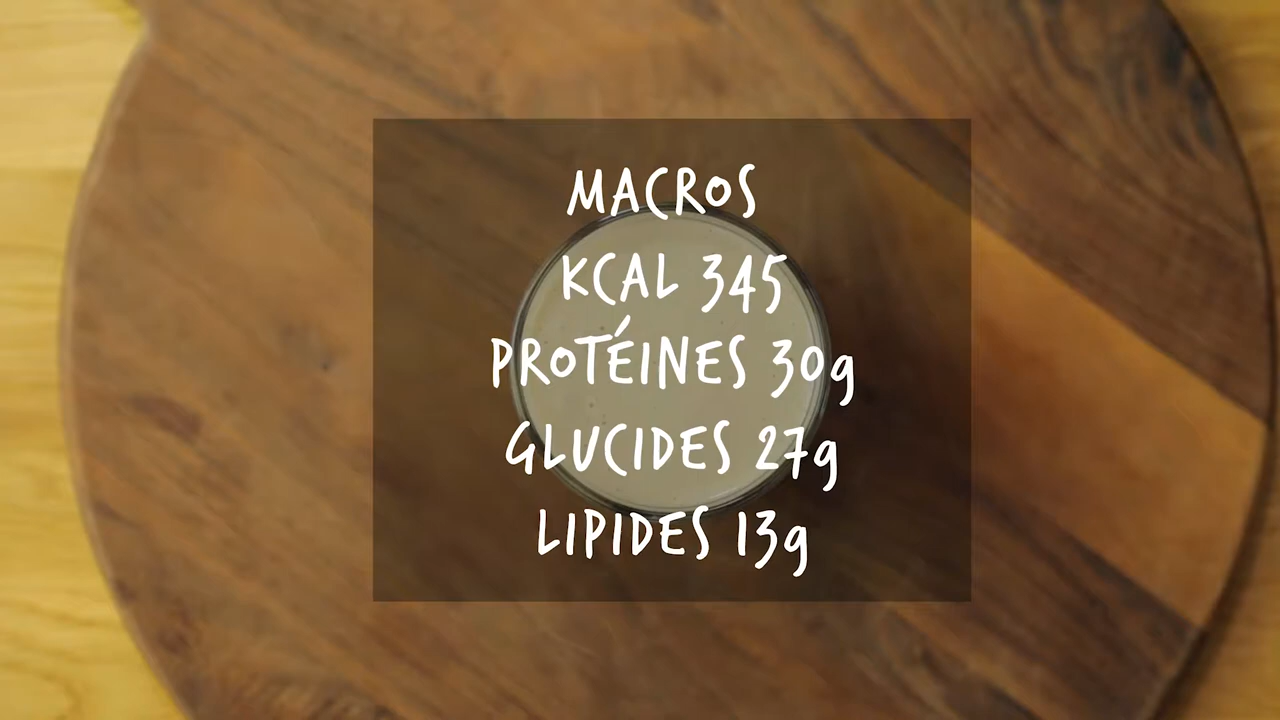 MACROS
KCAL 345
PROTÉINES 30g
GLUCIDES 27g
LIPIDES 13g